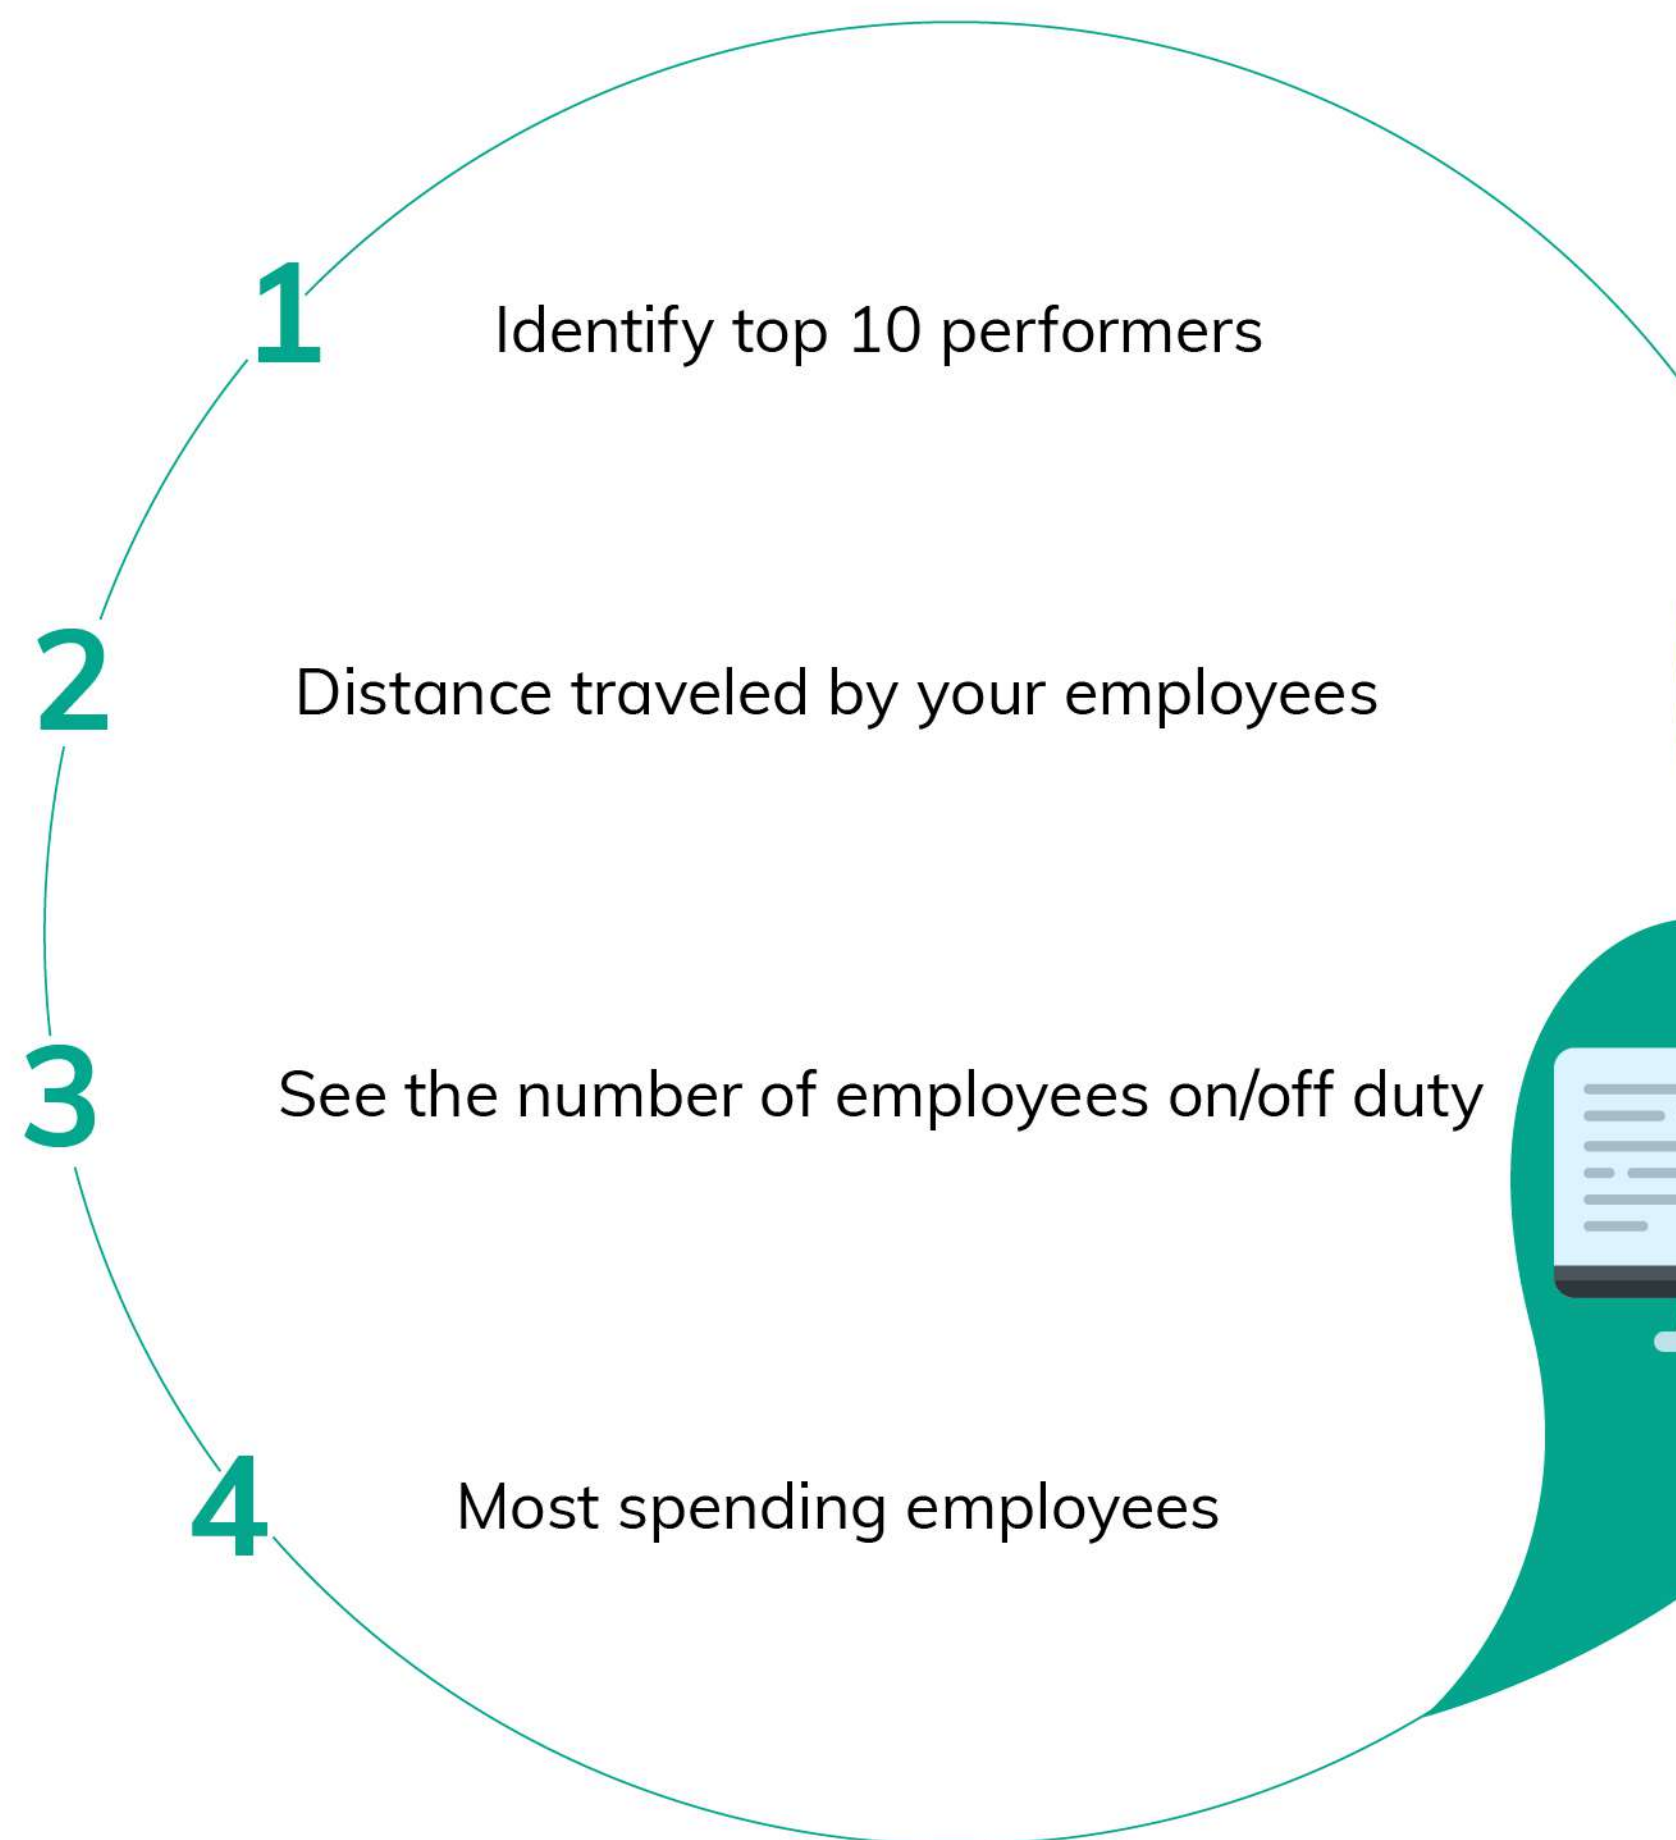 1
Identify top 10 performers
2
Distance traveled by your employees
3
See the number of employees on/off duty
4
Most spending employees